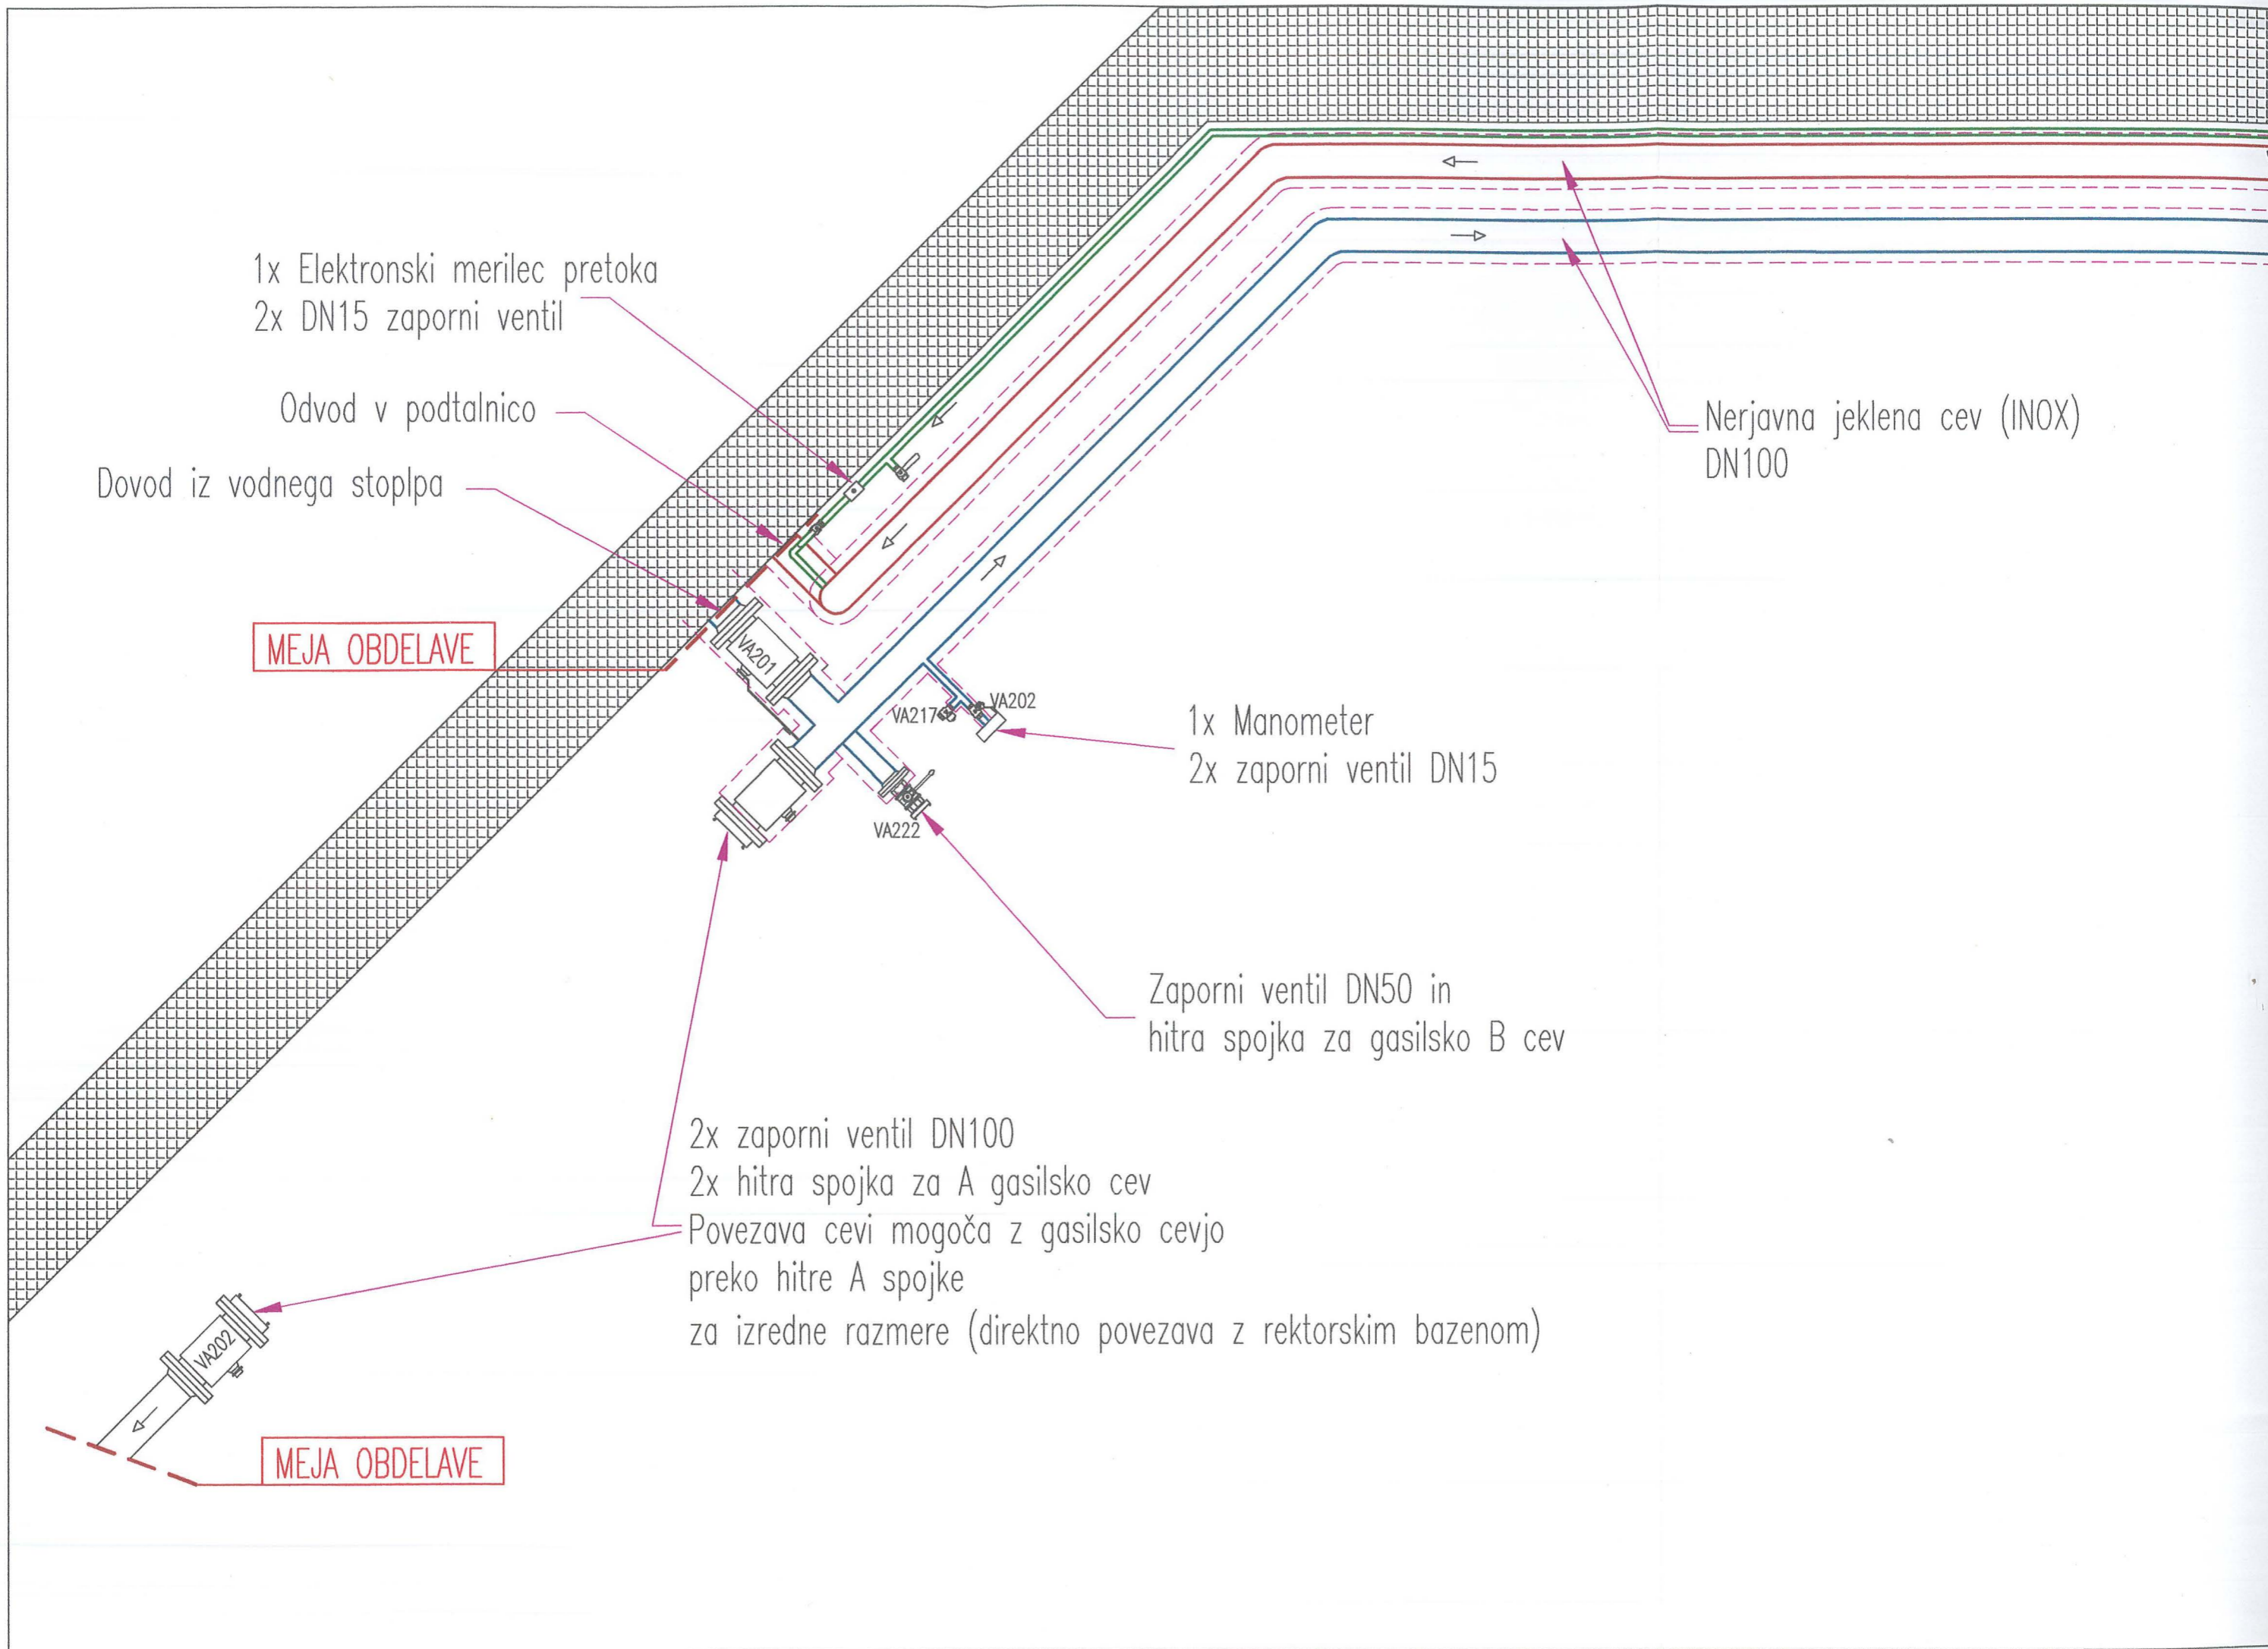 1x Elektronski merilec pretoka
2x DN15 zaporni ventil
Odvod v podtalnico
Dovod iz vodnega stoplpa
MEJA OBDELAVE
Nerjavna jeklena cev (INOX)
DN100
VA201
VA217
VA202
1x Manometer
2x zaporni ventil DN15
VA222
Zaporni ventil DN50 in
hitra spojka za gasilsko B cev
2x zaporni ventil DN100
2x hitra spojka za A gasilsko cev
Povezava cevi mogoča z gasilsko cevjo
preko hitre A spojke
za izredne razmere (direktno povezava z rektorskim bazenom)
VA202
MEJA OBDELAVE